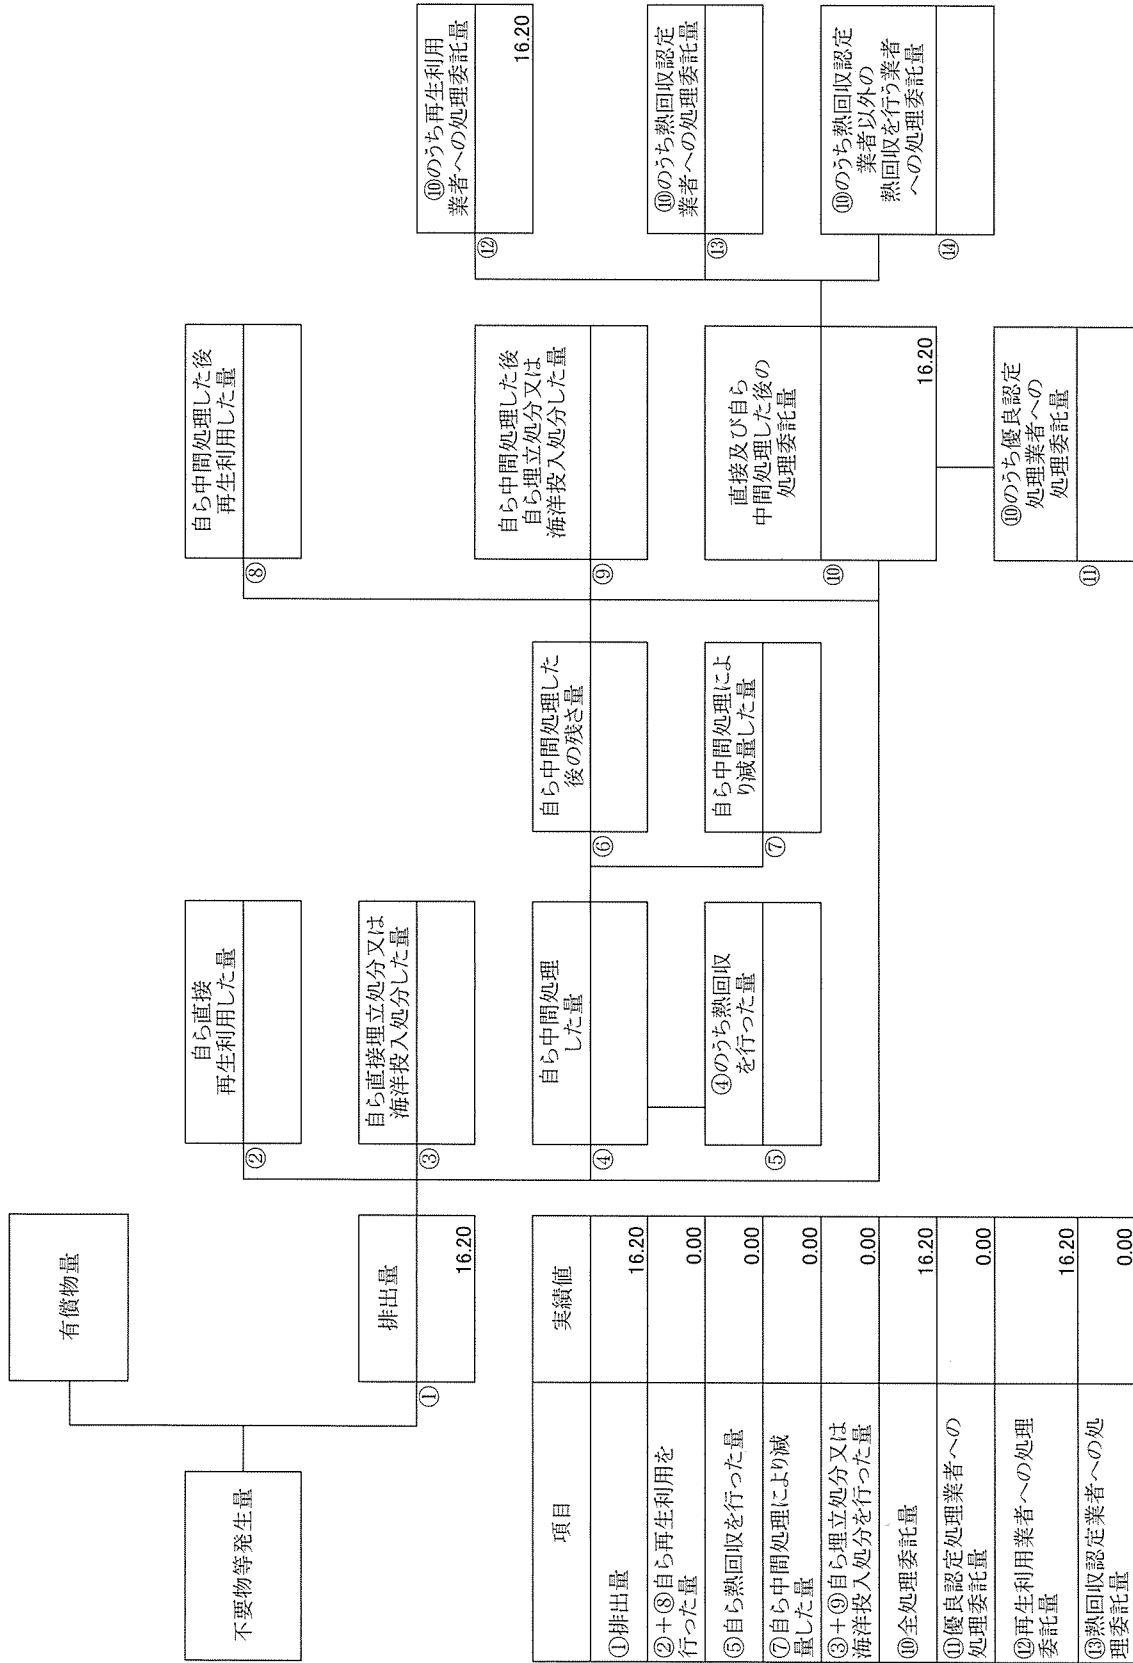 不要物等発生量
有償物量
①
排出量
16.20
②
自ら直接
再生利用した量
③
自ら直接埋立処分又は
海洋投入処分した量
④
自ら中間処理
した量
⑤
④のうち熱回収
を行った量
⑥
自ら中間処理した
後の残さ量
⑦
自ら中間処理によ
り減量した量
⑧
自ら中間処理した後
再生利用した量
⑨
自ら中間処理した後
自ら埋立処分又は
海洋投入処分した量
⑩
直接及び自ら
中間処理した後の
処理委託量
16.20
⑪
⑩のうち優良認定
処理業者への
処理委託量
⑫
⑩のうち再生利用
業者への処理委託量
16.20
⑬
⑩のうち熱回収認定
業者への処理委託量
⑭
⑩のうち熱回収認定
業者以外の
熱回収を行う業者
への処理委託量
項目 実績値
①排出量 16.20
②+⑧自ら再生利用を
行った量 0.00
⑤自ら熱回収を行った量 0.00
⑦自ら中間処理により減
量した量 0.00
③+⑨自ら埋立処分又は
海洋投入処分を行った量 0.00
⑩全処理委託量 16.20
⑪優良認定処理業者への
処理委託量 0.00
⑫再生利用業者への処理
委託量 16.20
⑬熱回収認定業者への処
理委託量 0.00